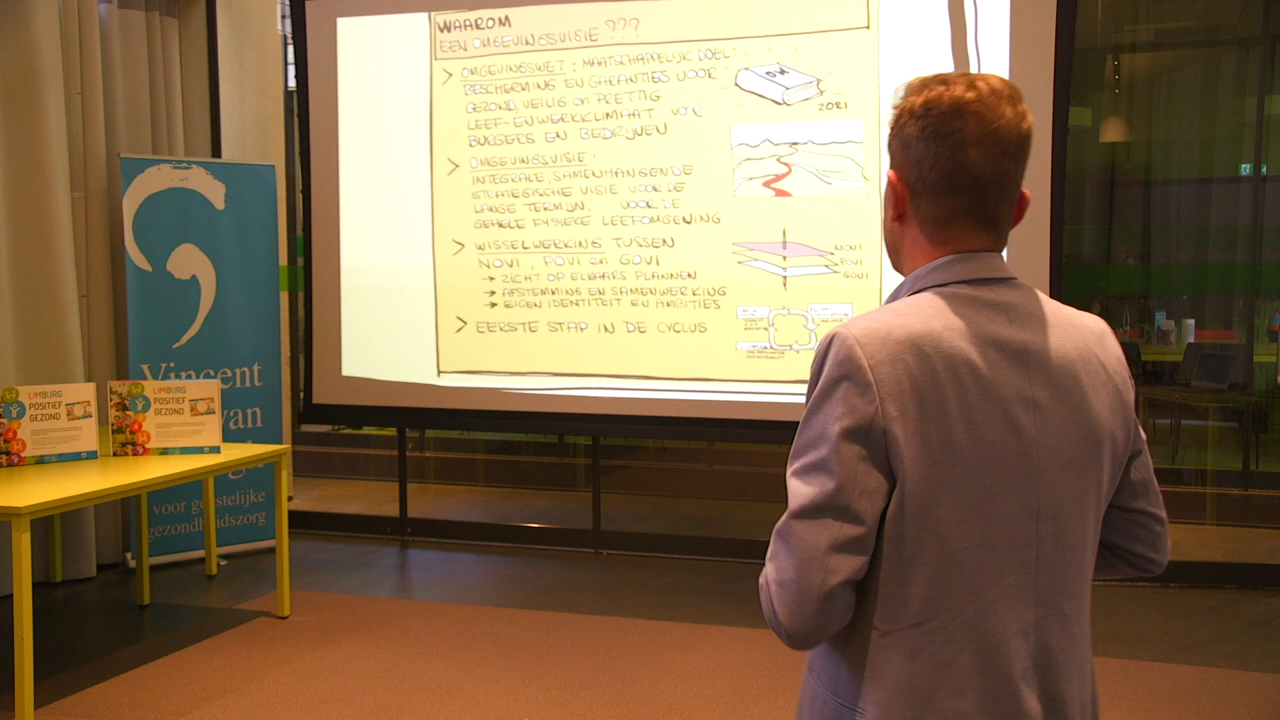 WAAROM
EEN OMGEVINGSVISIE ???
> OMGEVINGSWET : MAATSCHAPPELIJK DOEL:
BESCHERMING EN GARANTIES VOOR
GEZOND, VEILIG en PRETTIG
LEEF- EN WERKKLIMAAT VOOR
BURGERS EN BEDRIJVEN
OW
2021
> OMGEVINGSVISIE :
INTEGRALE, SAMENHANGENDE
STRATEGISCHE VISIE VOOR DE
LANGE TERMIJN, VOOR DE
GEHELE FYSIEKE LEEFOMGEVING
> WISSELWERKING TUSSEN
NOVI, POVI en GOVI
→ ZICHT OP ELKAARS PLANNEN
→ AFSTEMMING EN SAMENWERKING
→ EIGEN IDENTITEIT EN AMBITIES
NOVI
POVI
GOVI
> EERSTE STAP IN DE CYCLUS
Vincent
van
voor geestelijke
gezondheidszorg
LIMBURG
POSITIEF
GEZOND
LIMBURG
POSITIEF
GEZOND